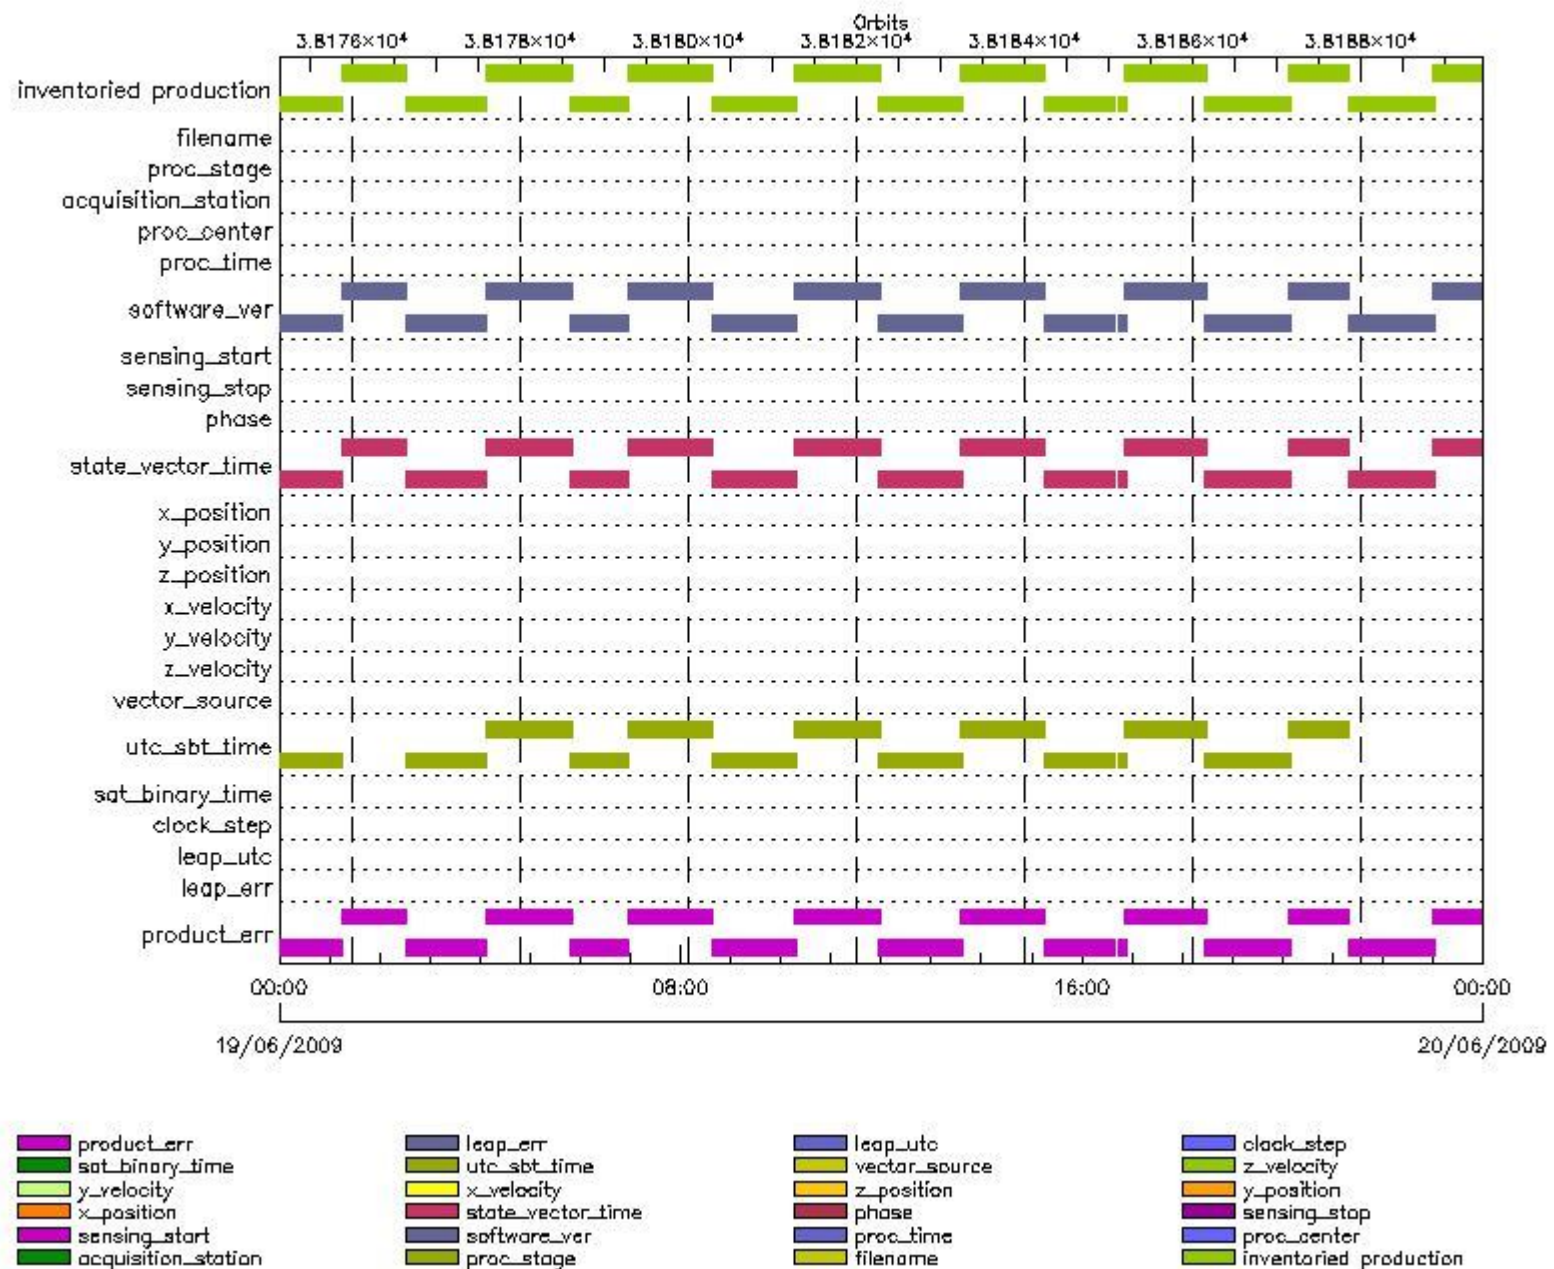 Orbits
3.8176×10⁴ 3.8178×10⁴ 3.8180×10⁴ 3.8182×10⁴ 3.8184×10⁴ 3.8186×10⁴ 3.8188×10⁴
inventoried production
filename
proc_stage
acquisition_station
proc_center
proc_time
software_ver
sensing_start
sensing_stop
phase
state_vector_time
x_position
y_position
z_position
x_velocity
y_velocity
z_velocity
vector_source
utc_sbt_time
sat_binary_time
clock_step
leap_utc
leap_err
product_err
00:00 08:00 16:00 00:00
19/06/2009 20/06/2009
product_err leap_err leap_utc clock_step
sat_binary_time utc_sbt_time vector_source z_velocity
y_velocity x_velocity z_position y_position
x_position state_vector_time phase sensing_stop
sensing_start software_ver proc_time proc_center
acquisition_station proc_stage filename inventoried production